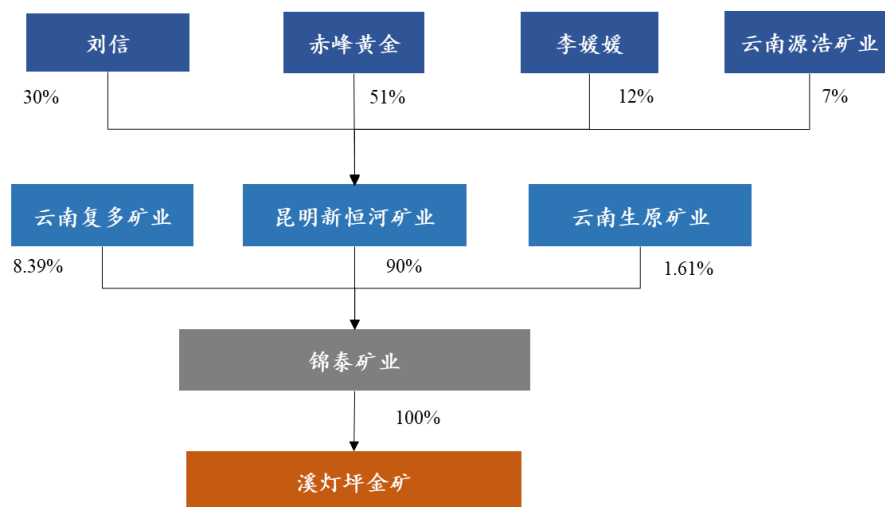 刘信
赤峰黄金
李媛媛
云南源浩矿业
30%
51%
12%
7%
云南复多矿业
昆明新恒河矿业
云南生原矿业
8.39%
90%
1.61%
锦泰矿业
100%
溪灯坪金矿